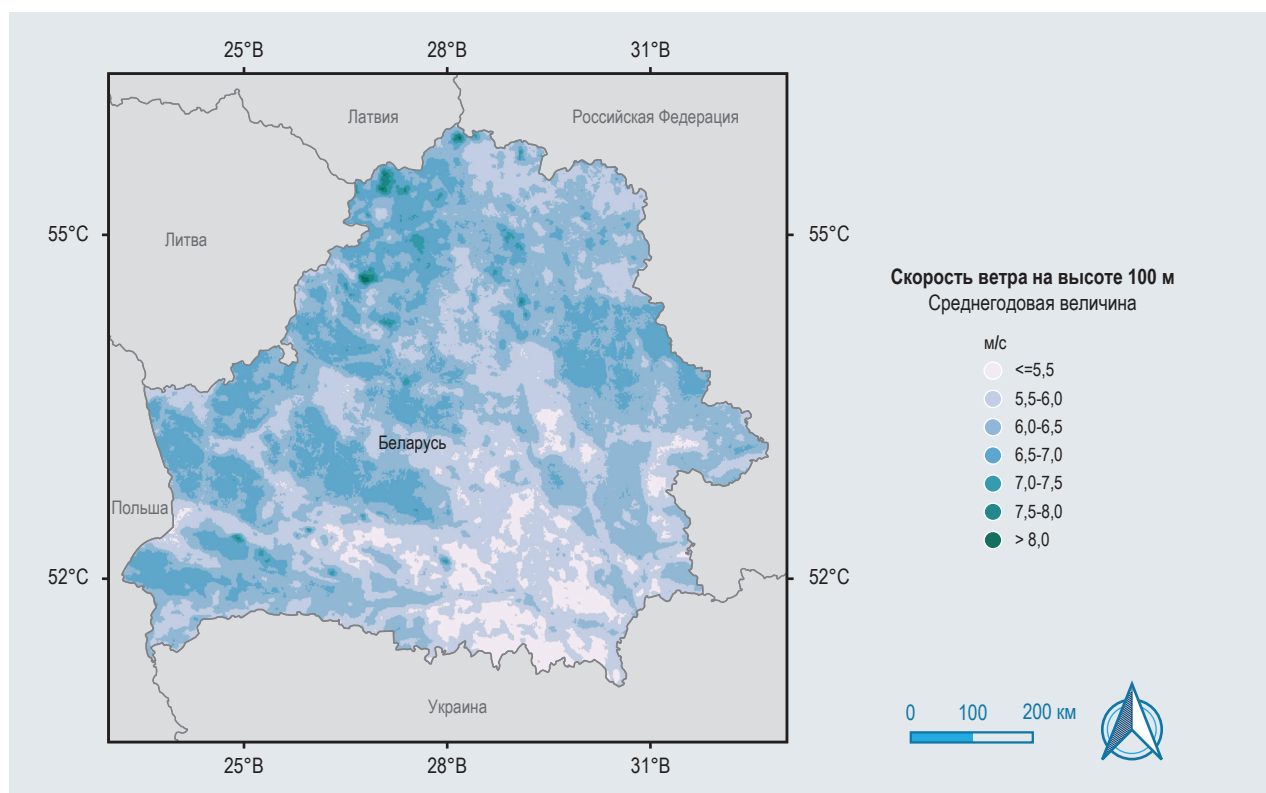 25°В 28°В 31°В
Латвия
Российская Федерация
55°С 55°С
Литва
Скорость ветра на высоте 100 м
Среднегодовая величина
м/с
<=5,5
5,5-6,0
6,0-6,5
6,5-7,0
7,0-7,5
7,5-8,0
> 8,0
Беларусь
Польша
52°С 52°С
Украина
0 100 200 км
25°В 28°В 31°В